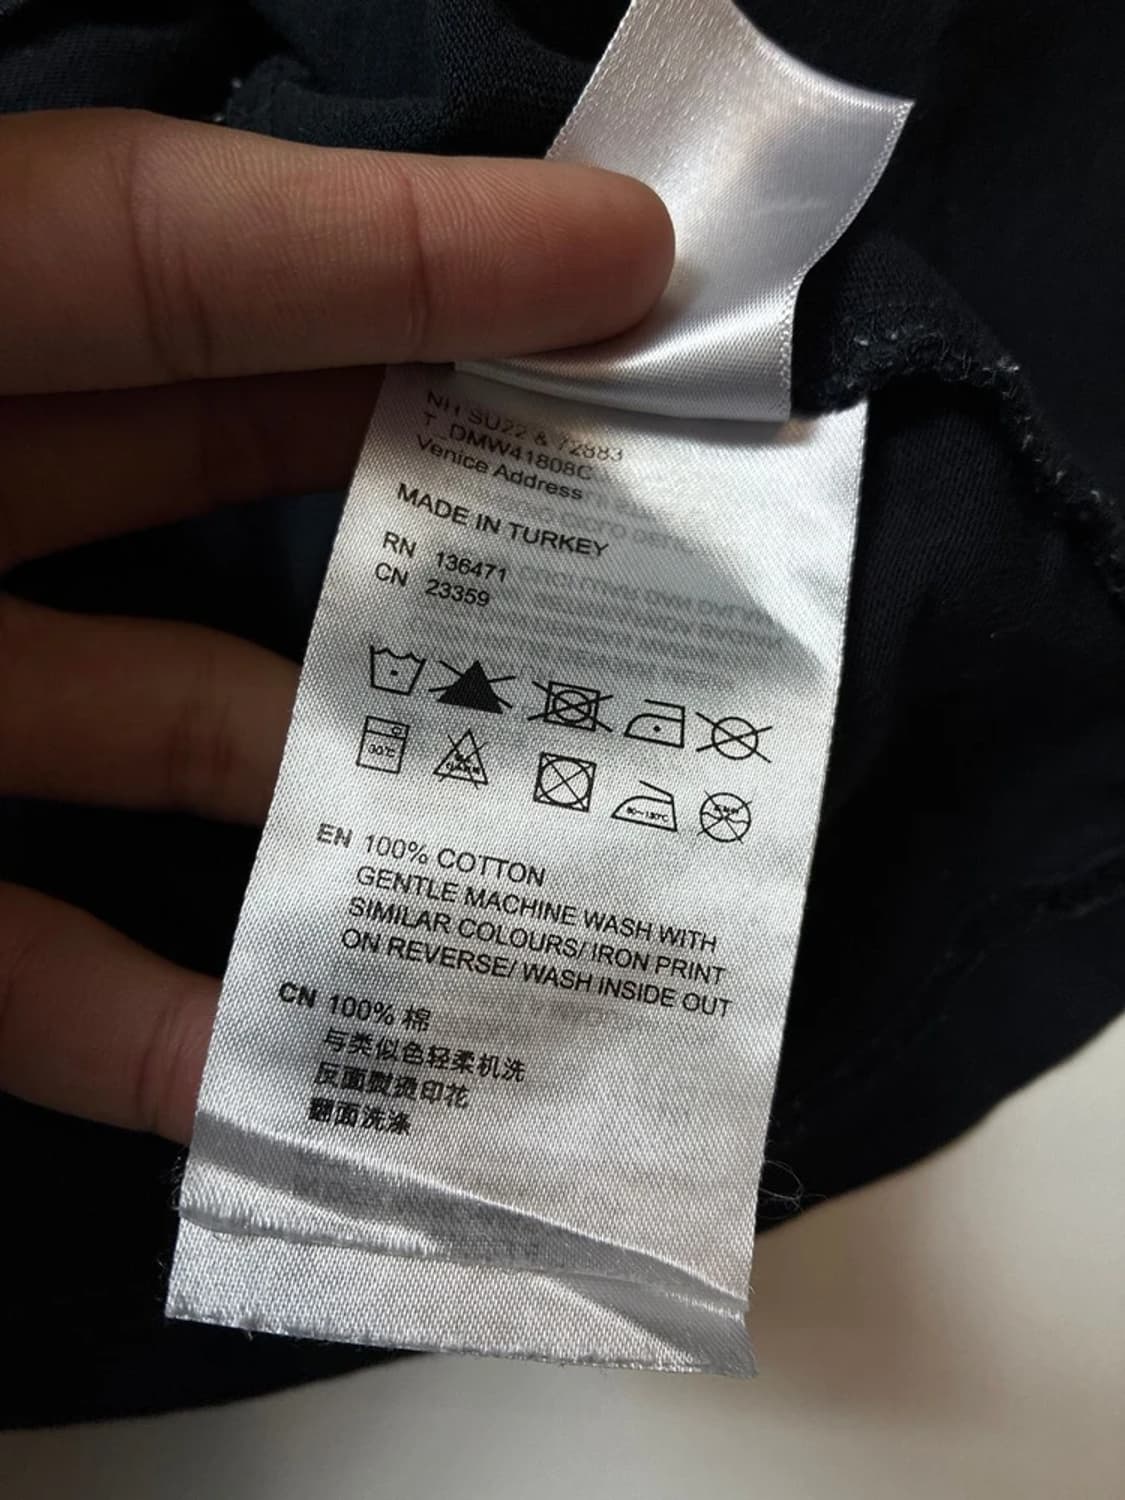 NH SU22 & 72883
T_DMW41808C
Venice Address
MADE IN TURKEY
RN 136471
CN 23359
30°C
EN 100% COTTON
GENTLE MACHINE WASH WITH
SIMILAR COLOURS/ IRON PRINT
ON REVERSE/ WASH INSIDE OUT
CN 100% 棉
与类似色轻柔机洗
反面熨烫印花
翻面洗涤